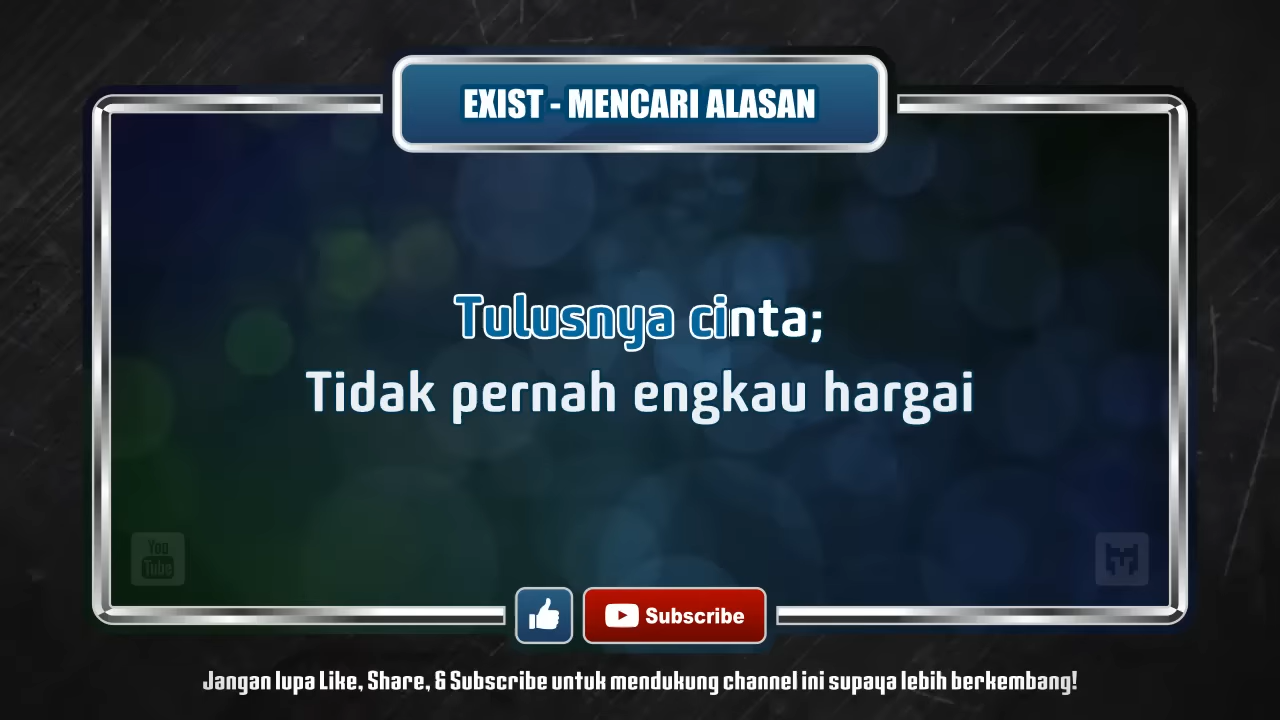 EXIST - MENCARI ALASAN
Tulusnya cinta;
Tidak pernah engkau hargai
You
Tube
Subscribe
Jangan lupa Like, Share, & Subscribe untuk mendukung channel ini supaya lebih berkembang!